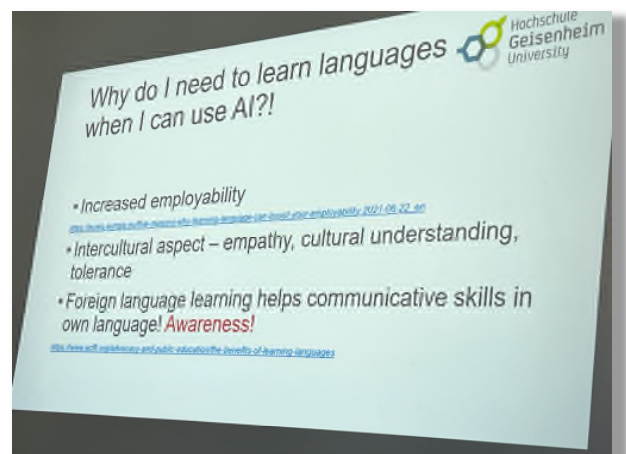 Hochschule
Geisenheim
University
Why do I need to learn languages
when I can use AI?!
• Increased employability
• Intercultural aspect – empathy, cultural understanding,
tolerance
• Foreign language learning helps communicative skills in
own language! Awareness!